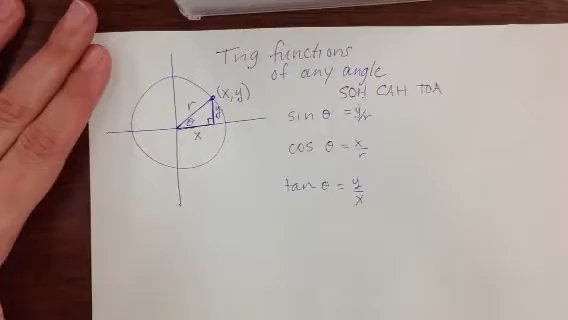 Trig functions
of any angle
SOH CAH TOA
(x,y)
r
y
θ
x
sin θ = y/r
cos θ = x/r
tan θ = y/x